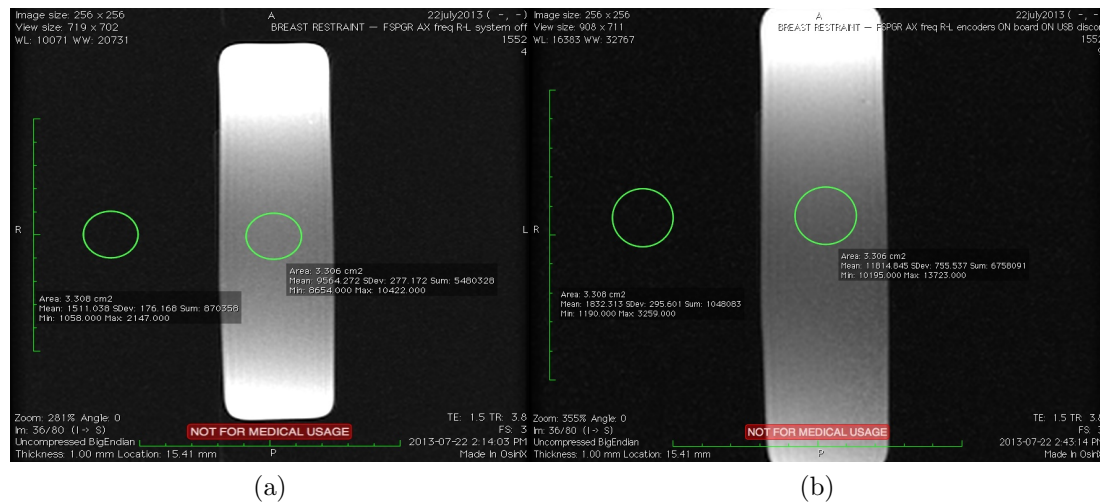 Image size: 256 x 256
View size: 719 x 702
WL: 10071 WW: 20731
A
22july2013 ( -, -)
BREAST RESTRAINT — FSPGR AX freq R-L system off
1552
4
R
L
Area: 3.306 cm2
Mean: 9564.272 SDev: 277.172 Sum: 5480328
Min: 8654.000 Max: 10422.000
Area: 3.308 cm2
Mean: 1511.038 SDev: 176.168 Sum: 870358
Min: 1058.000 Max: 2147.000
Zoom: 281% Angle: 0
Im: 36/80 (I -> S)
Uncompressed BigEndian
Thickness: 1.00 mm Location: 15.41 mm
NOT FOR MEDICAL USAGE
P
TE: 1.5 TR: 3.8
FS: 3
2013-07-22 2:14:03 PM
Made In OsiriX
(a)
Image size: 256 x 256
View size: 908 x 711
WL: 16383 WW: 32767
A
22july2013 ( -, -)
BREAST RESTRAINT — FSPGR AX freq R-L encoders ON board ON USB discon
1552
R
Area: 3.306 cm2
Mean: 11814.845 SDev: 755.537 Sum: 6758091
Min: 10195.000 Max: 13723.000
Area: 3.308 cm2
Mean: 1832.313 SDev: 295.601 Sum: 1048083
Min: 1190.000 Max: 3259.000
Zoom: 355% Angle: 0
Im: 36/80 (I -> S)
Uncompressed BigEndian
Thickness: 1.00 mm Location: 15.41 mm
NOT FOR MEDICAL USAGE
P
TE: 1.5 TR: 3.8
FS: 3
2013-07-22 2:43:14 PM
Made In OsiriX
(b)